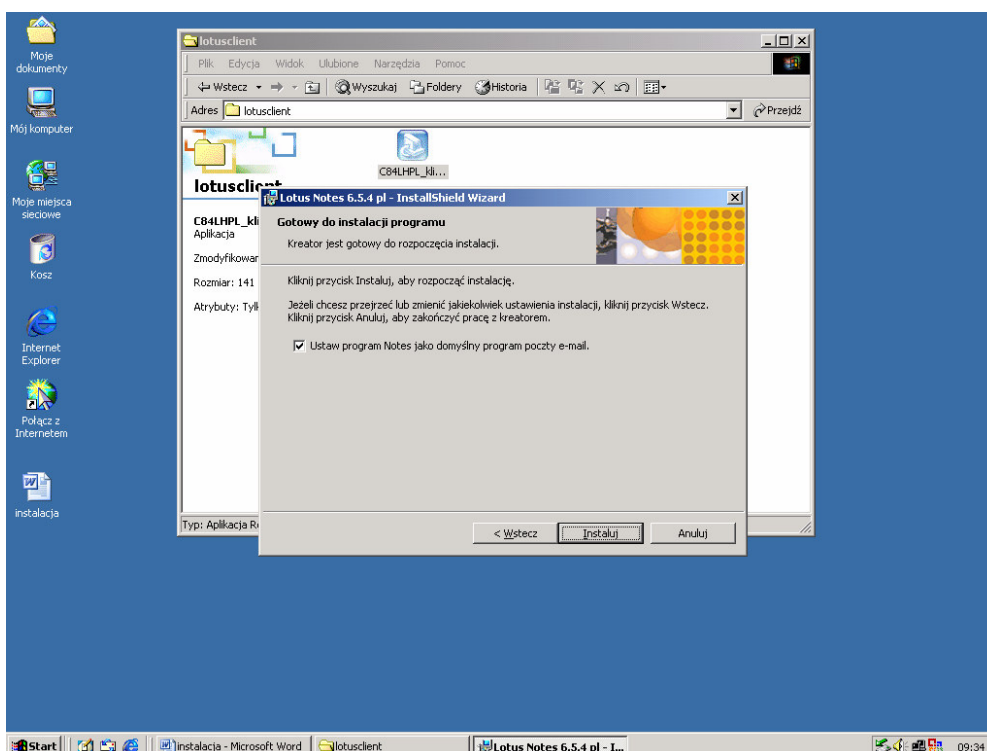 Moje
dokumenty
Mój komputer
Moje miejsca
sieciowe
Kosz
Internet
Explorer
Połącz z
Internetem
instalacja
lotusclient
Plik Edycja Widok Ulubione Narzędzia Pomoc
Wstecz Wyszukaj Foldery Historia
Adres lotusclient Przejdź
C84LHPL_kli...
lotusclient
C84LHPL_kli
Aplikacja
Zmodyfikowan
Rozmiar: 141
Atrybuty: Tyl
Typ: Aplikacja
Lotus Notes 6.5.4 pl - InstallShield Wizard
Gotowy do instalacji programu
Kreator jest gotowy do rozpoczęcia instalacji.
Kliknij przycisk Instaluj, aby rozpocząć instalację.
Jeżeli chcesz przejrzeć lub zmienić jakiekolwiek ustawienia instalacji, kliknij przycisk Wstecz.
Kliknij przycisk Anuluj, aby zakończyć pracę z kreatorem.
Ustaw program Notes jako domyślny program poczty e-mail.
< Wstecz Instaluj Anuluj
Start instalacja - Microsoft Word lotusclient Lotus Notes 6.5.4 pl - I... 09:34